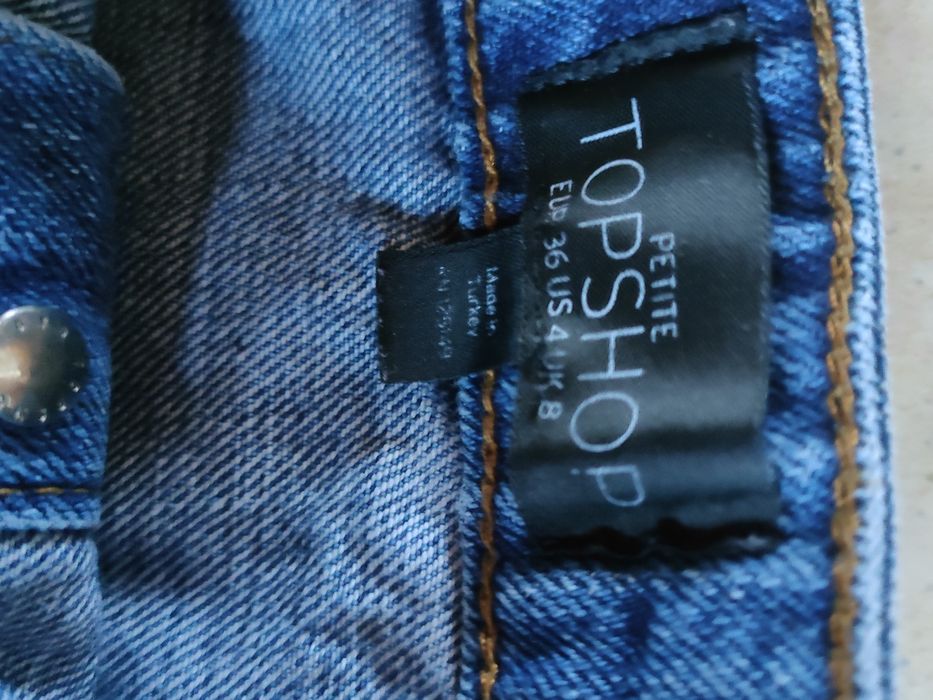 PETITE
TOPSHOP
EUR 36 US 4 UK 8
Made in
Turkey